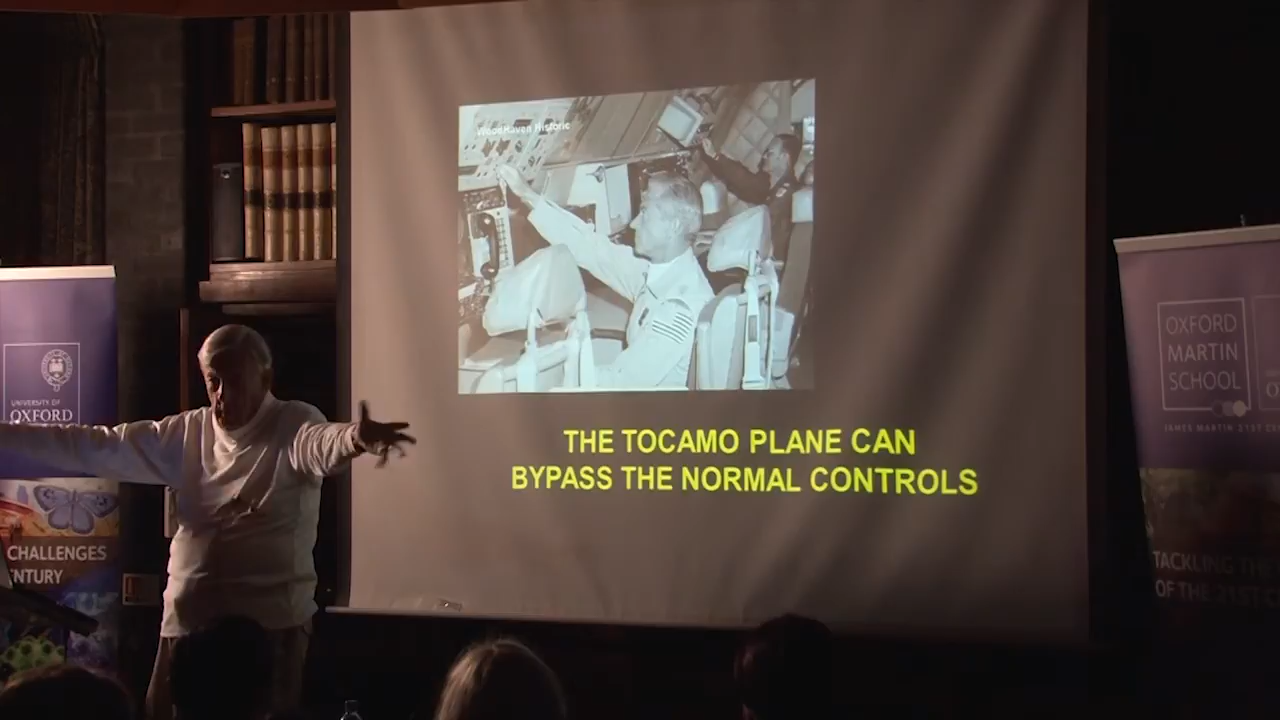 WoodHaven Historic
THE TOCAMO PLANE CAN
BYPASS THE NORMAL CONTROLS
UNIVERSITY OF
OXFORD
CHALLENGES
NTURY
OXFORD
MARTIN
SCHOOL
JAMES MARTIN 21ST CE
TACKLING THE
OF THE 21ST C